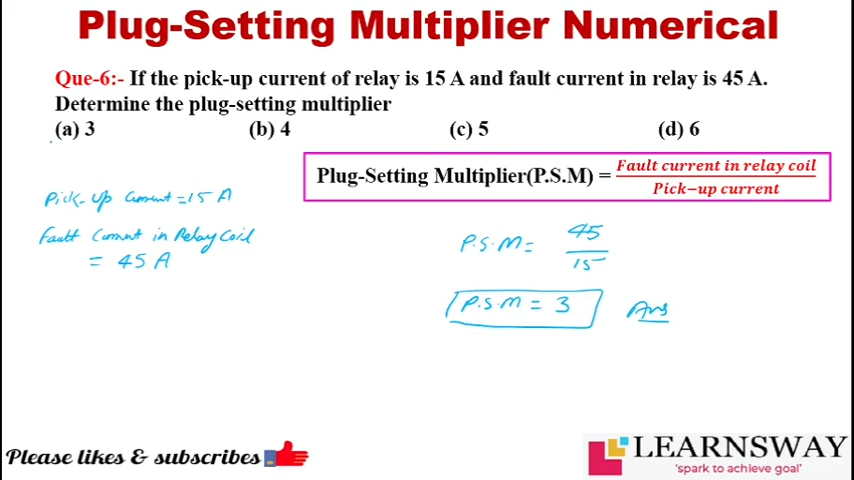 Plug-Setting Multiplier Numerical
Que-6:- If the pick-up current of relay is 15 A and fault current in relay is 45 A.
Determine the plug-setting multiplier
(a) 3 (b) 4 (c) 5 (d) 6
Plug-Setting Multiplier(P.S.M) = Fault current in relay coil / Pick−up current
Pick-up Current = 15 A
Fault Current in Relay Coil
= 45 A
P.S.M = 45 / 15
P.S.M = 3 Ans
Please likes & subscribes
LEARNSWAY
'spark to achieve goal'